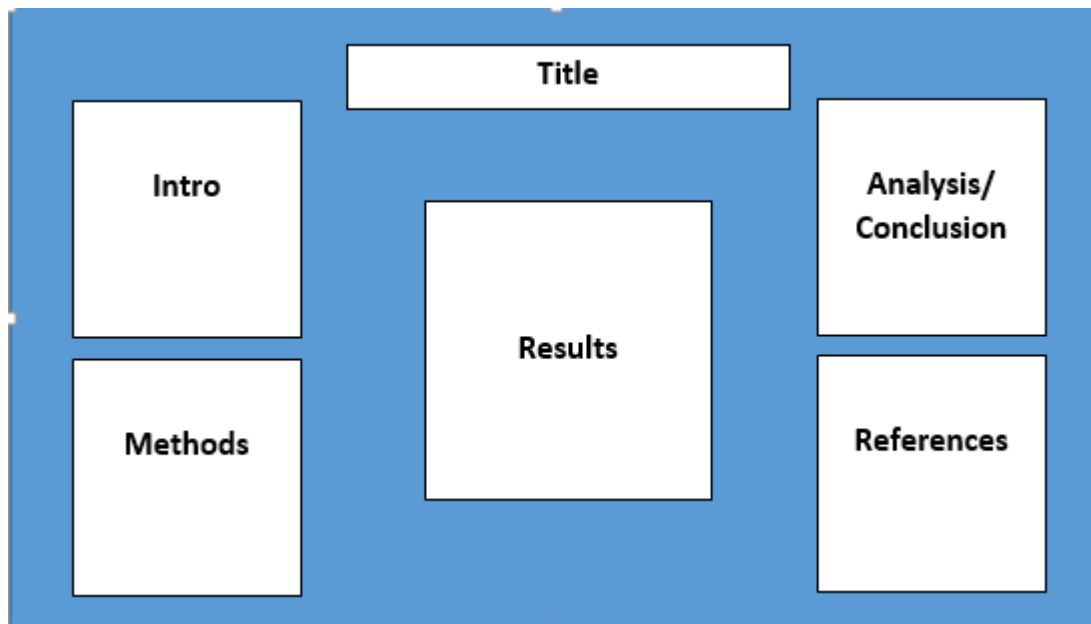 Title
Intro
Methods
Results
Analysis/
Conclusion
References